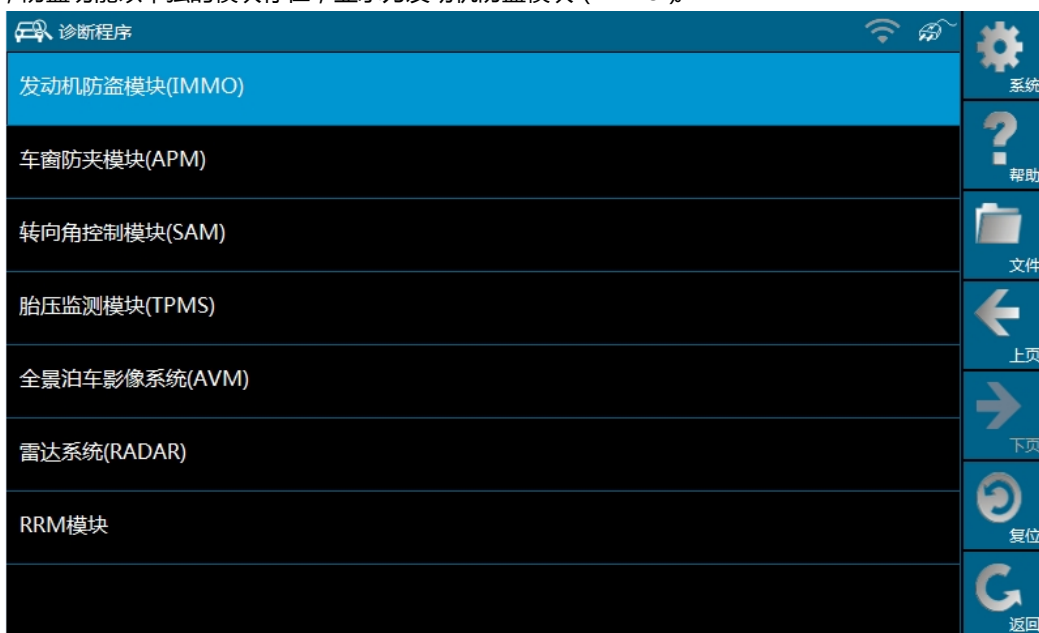 诊断程序
系统
发动机防盗模块(IMMO)
帮助
车窗防夹模块(APM)
转向角控制模块(SAM)
文件
胎压监测模块(TPMS)
上页
全景泊车影像系统(AVM)
下页
雷达系统(RADAR)
RRM模块
复位
返回